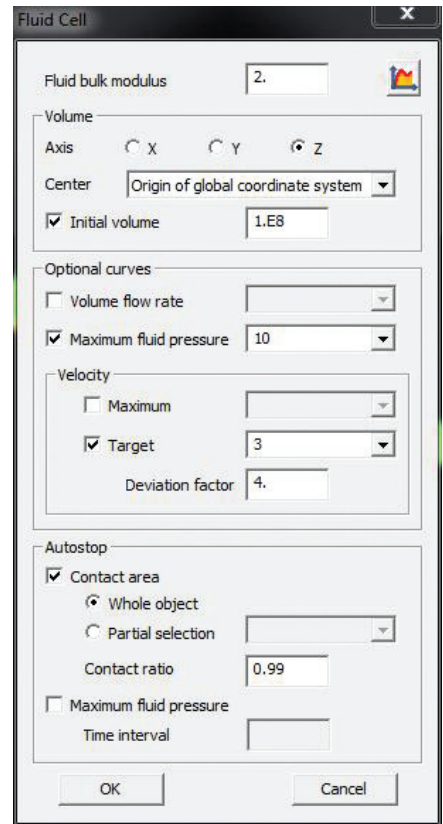 Fluid Cell
x
Fluid bulk modulus 2.
Volume
Axis X Y Z
Center Origin of global coordinate system
Initial volume 1.E8
Optional curves
Volume flow rate
Maximum fluid pressure 10
Velocity
Maximum
Target 3
Deviation factor 4.
Autostop
Contact area
Whole object
Partial selection
Contact ratio 0.99
Maximum fluid pressure
Time interval
OK Cancel